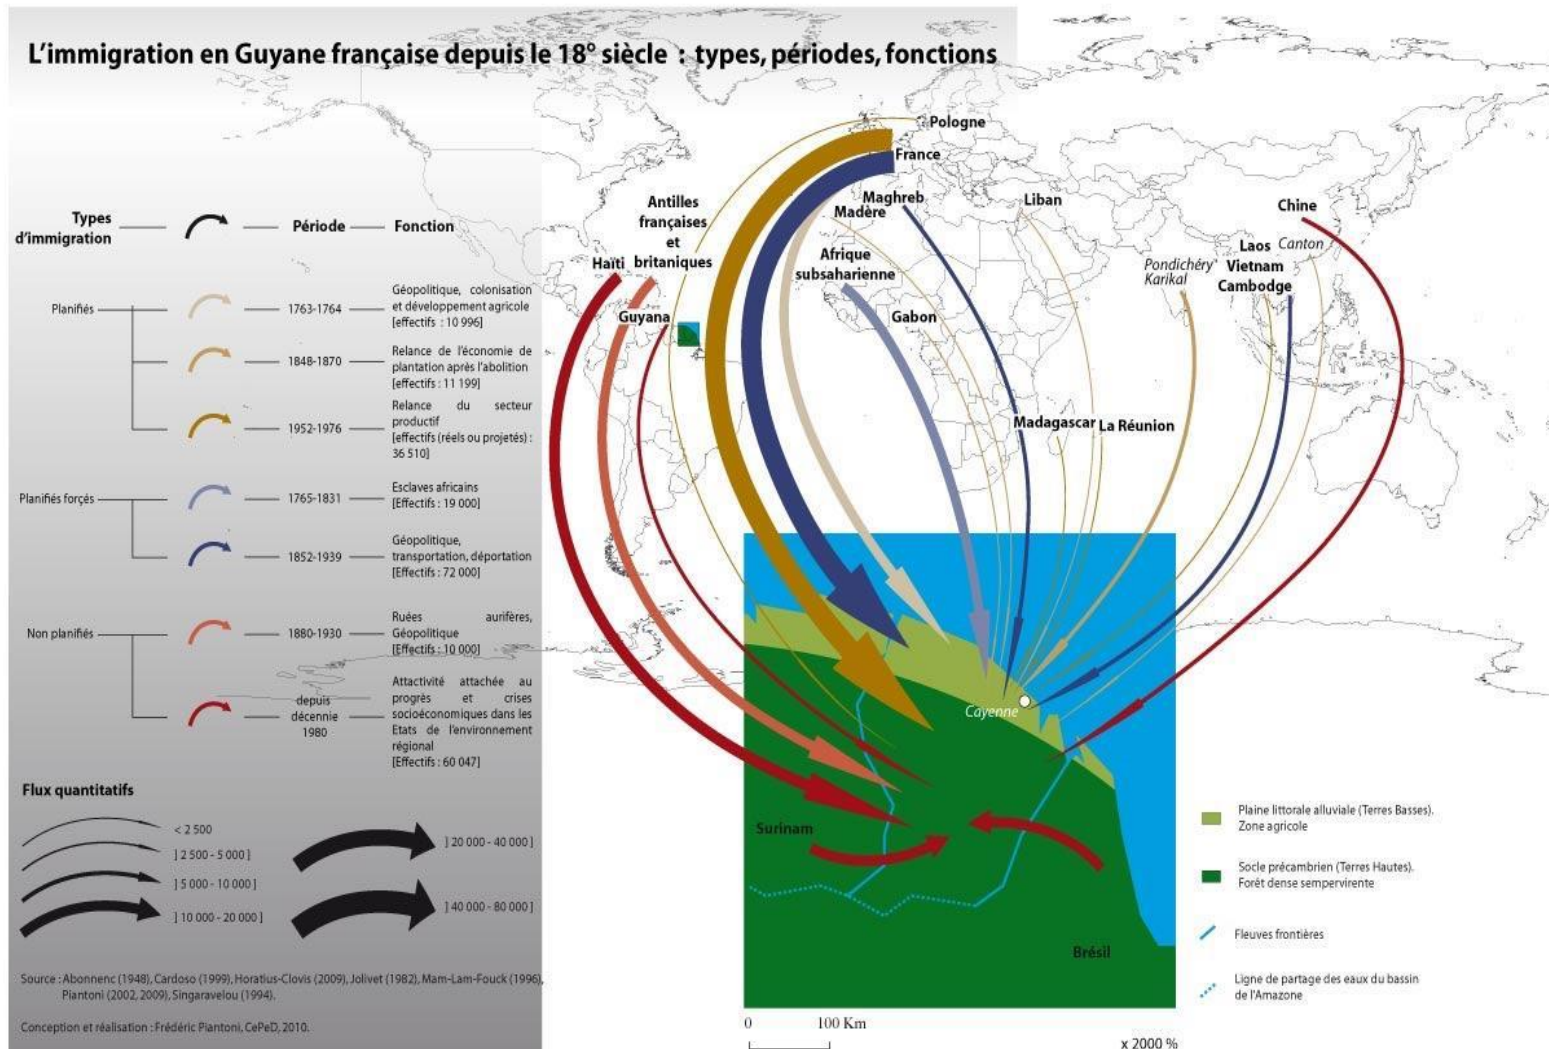 L'immigration en Guyane française depuis le 18° siècle : types, périodes, fonctions
Types
d'immigration
Période
Fonction
Planifiés
1763-1764
Géopolitique, colonisation
et développement agricole
[effectifs : 10 996]
1848-1870
Relance de l'économie de
plantation après l'abolition
[effectifs : 11 199]
1952-1976
Relance du secteur
productif
[effectifs (réels ou projetés) :
36 510]
Planifiés forçés
1765-1831
Esclaves africains
[Effectifs : 19 000]
1852-1939
Géopolitique,
transportation, déportation
[Effectifs : 72 000]
Non planifiés
1880-1930
Ruées aurifères,
Géopolitique
[Effectifs : 10 000]
depuis
décennie
1980
Attactivité attachée au
progrès et crises
socioéconomiques dans les
Etats de l'environnement
régional
[Effectifs : 60 047]
Flux quantitatifs
< 2 500
] 2 500 - 5 000 ]
] 5 000 - 10 000 ]
] 10 000 - 20 000 ]
] 20 000 - 40 000 ]
] 40 000 - 80 000 ]
Source : Abonnenc (1948), Cardoso (1999), Horatius-Clovis (2009), Jolivet (1982), Mam-Lam-Fouck (1996),
Piantoni (2002, 2009), Singaravelou (1994).
Conception et réalisation : Frédéric Piantoni, CePeD, 2010.
Pologne
France
Maghreb
Madère
Liban
Chine
Antilles
françaises
et
britaniques
Haïti
Afrique
subsaharienne
Guyana
Gabon
Pondichéry
Karikal
Laos
Vietnam
Cambodge
Canton
Madagascar
La Réunion
Cayenne
Surinam
Brésil
0
100 Km
x 2000 %
Plaine littorale alluviale (Terres Basses).
Zone agricole
Socle précambrien (Terres Hautes).
Forêt dense sempervirente
Fleuves frontières
Ligne de partage des eaux du bassin
de l'Amazone